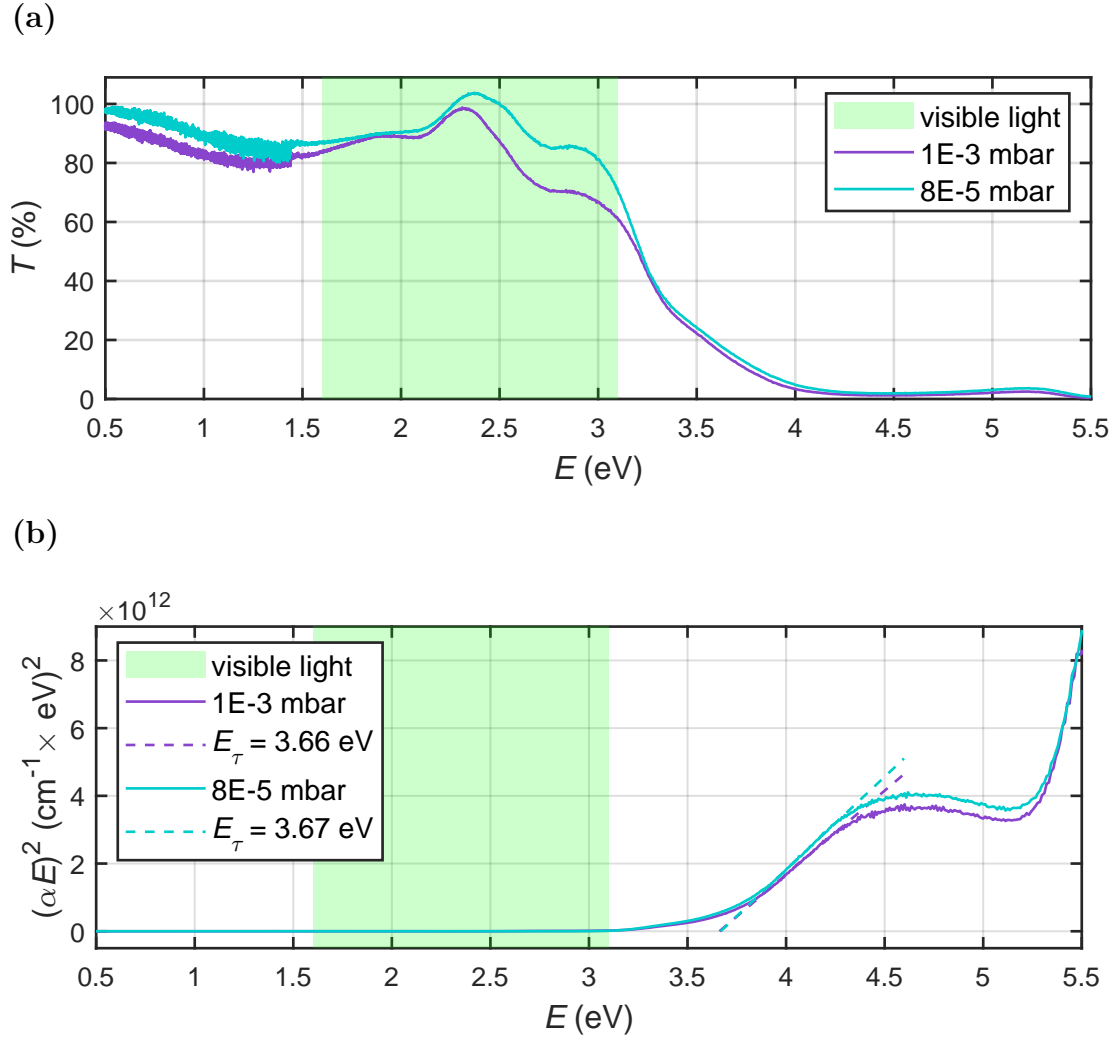 (a)
100
80
60
40
20
0
T (%)
0.5 1 1.5 2 2.5 3 3.5 4 4.5 5 5.5
E (eV)
visible light
1E-3 mbar
8E-5 mbar
(b)
×10¹²
8
6
4
2
0
(αE)² (cm⁻¹ × eV)²
0.5 1 1.5 2 2.5 3 3.5 4 4.5 5 5.5
E (eV)
visible light
1E-3 mbar
E_τ = 3.66 eV
8E-5 mbar
E_τ = 3.67 eV